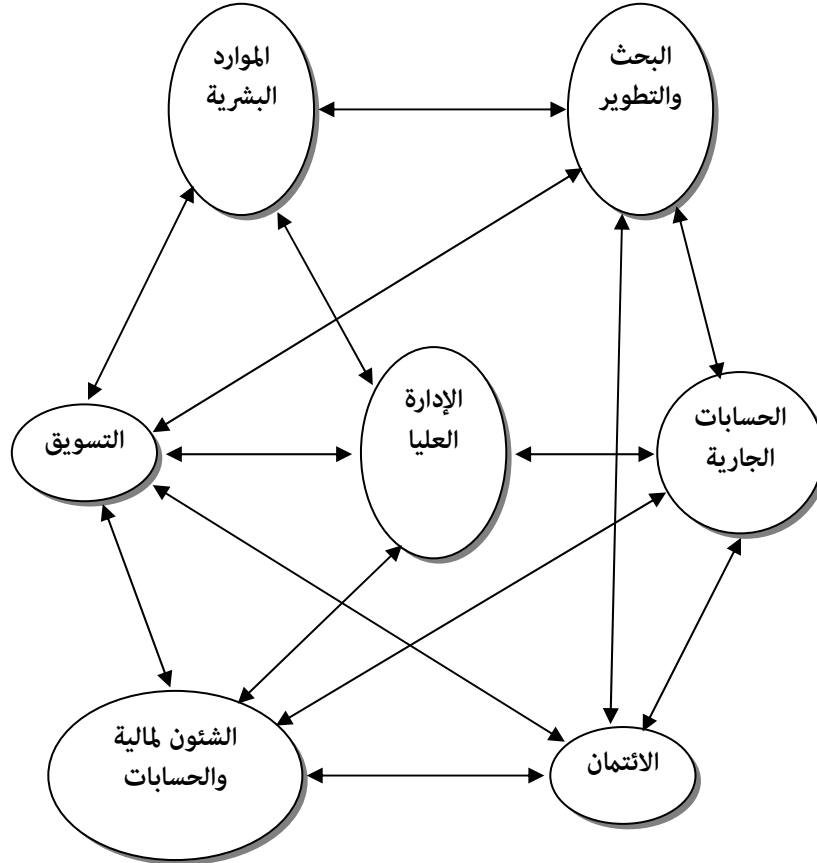 الموارد
البشرية
البحث
والتطوير
الإدارة
العليا
الحسابات
الجارية
التسويق
الشئون لمالية
والحسابات
الائتمان